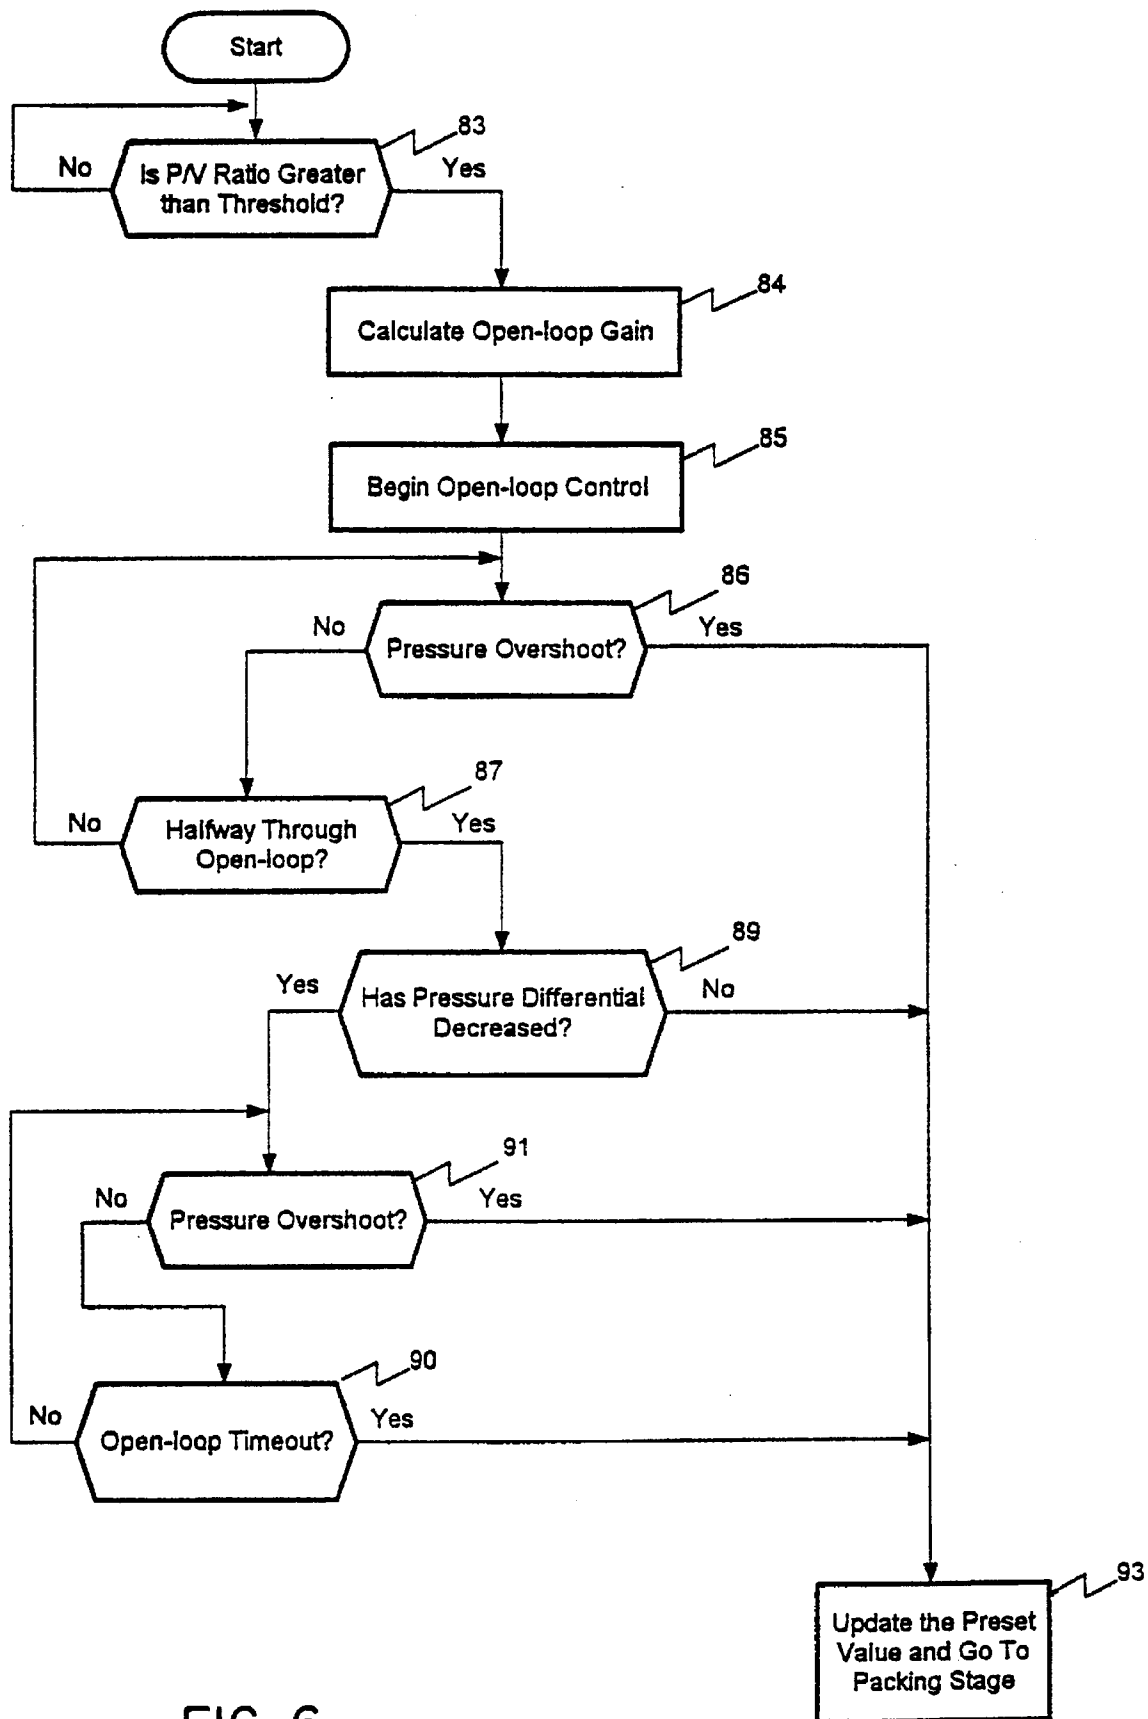 Start
83
No
Is P/V Ratio Greater
than Threshold?
Yes
84
Calculate Open-loop Gain
85
Begin Open-loop Control
86
No
Pressure Overshoot?
Yes
87
No
Halfway Through
Open-loop?
Yes
89
Yes
Has Pressure Differential
Decreased?
No
91
No
Pressure Overshoot?
Yes
90
No
Open-loop Timeout?
Yes
93
Update the Preset
Value and Go To
Packing Stage
FIG. 6